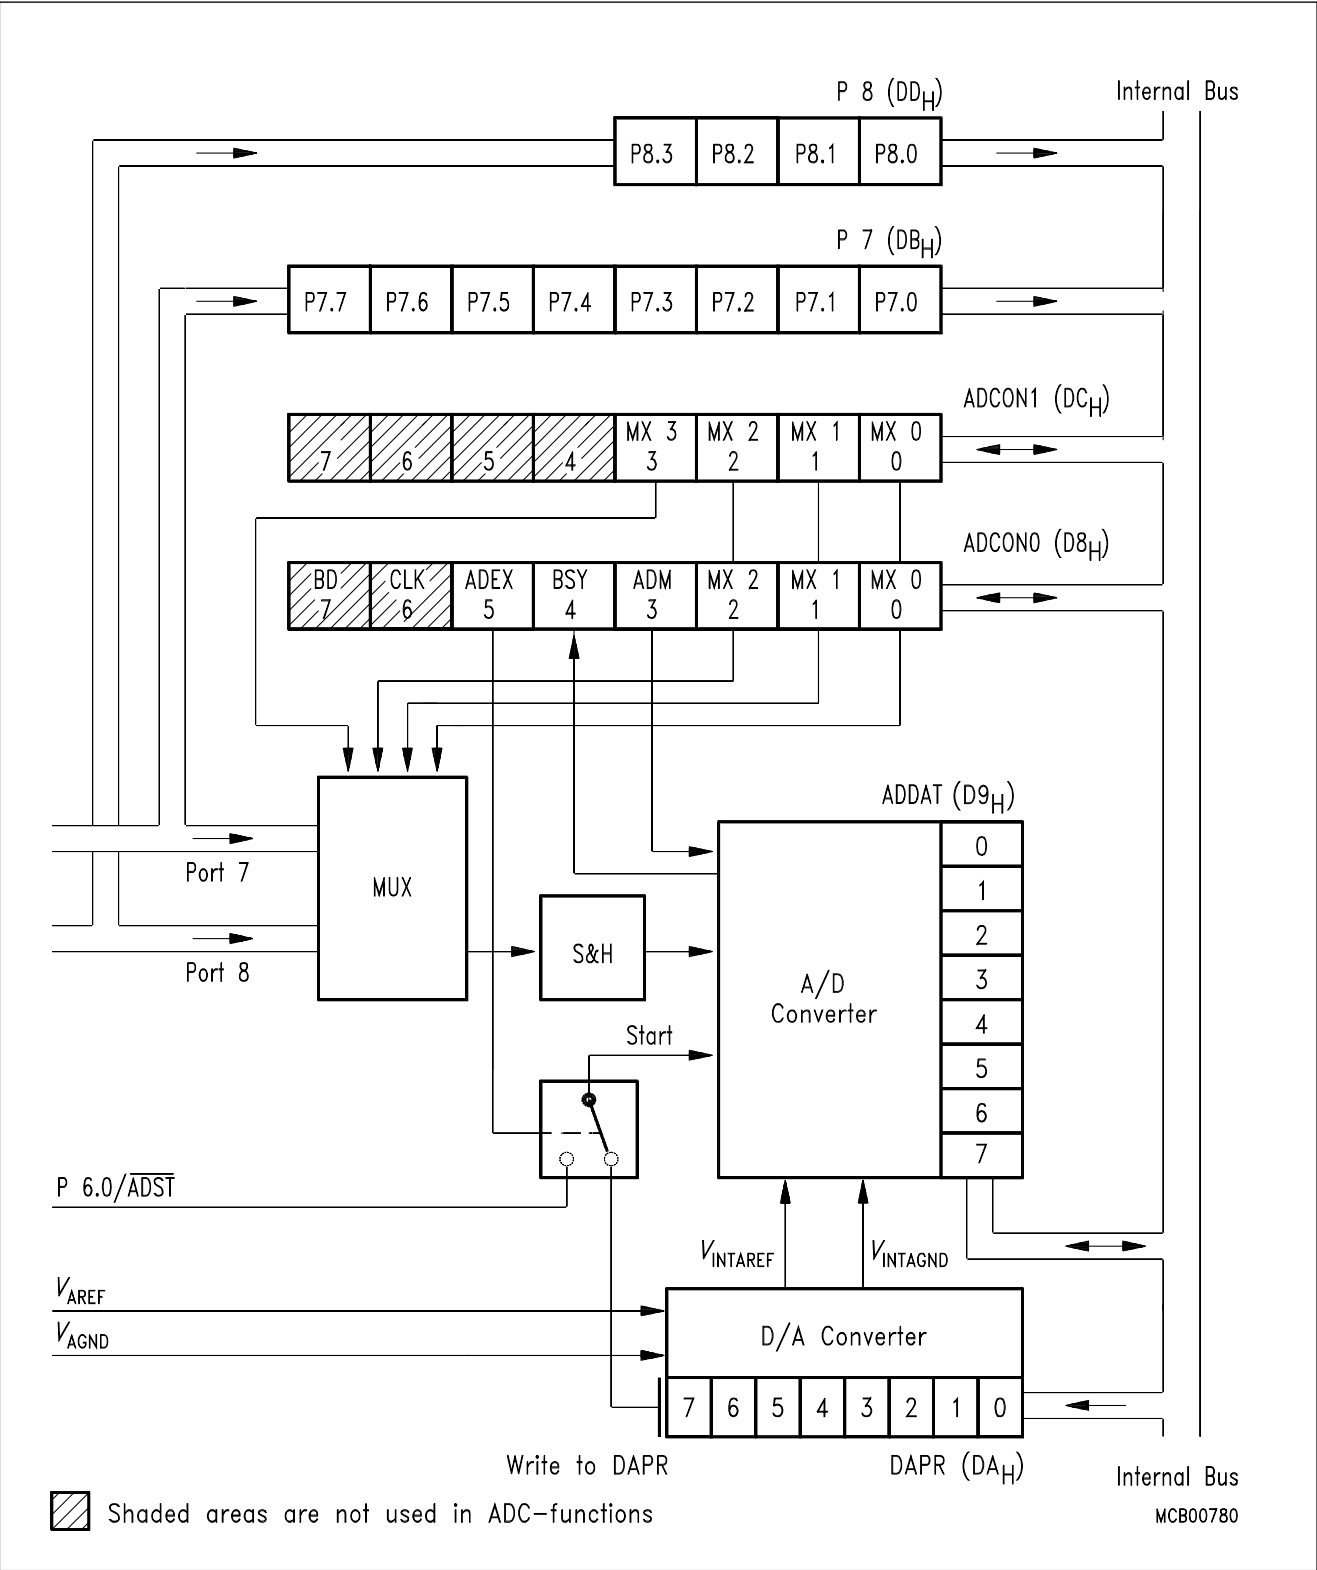 P 8 (DDH)
Internal Bus
P8.3 P8.2 P8.1 P8.0
P 7 (DBH)
P7.7 P7.6 P7.5 P7.4 P7.3 P7.2 P7.1 P7.0
ADCON1 (DCH)
MX 3 MX 2 MX 1 MX 0
7 6 5 4 3 2 1 0
ADCON0 (D8H)
BD CLK ADEX BSY ADM MX 2 MX 1 MX 0
7 6 5 4 3 2 1 0
ADDAT (D9H)
0
1
2
3
4
5
6
7
Port 7
MUX
Port 8
S&H
A/D
Converter
Start
P 6.0/ADST
VINTAREF
VINTAGND
VAREF
VAGND
D/A Converter
7 6 5 4 3 2 1 0
Write to DAPR
DAPR (DAH)
Internal Bus
Shaded areas are not used in ADC–functions
MCB00780